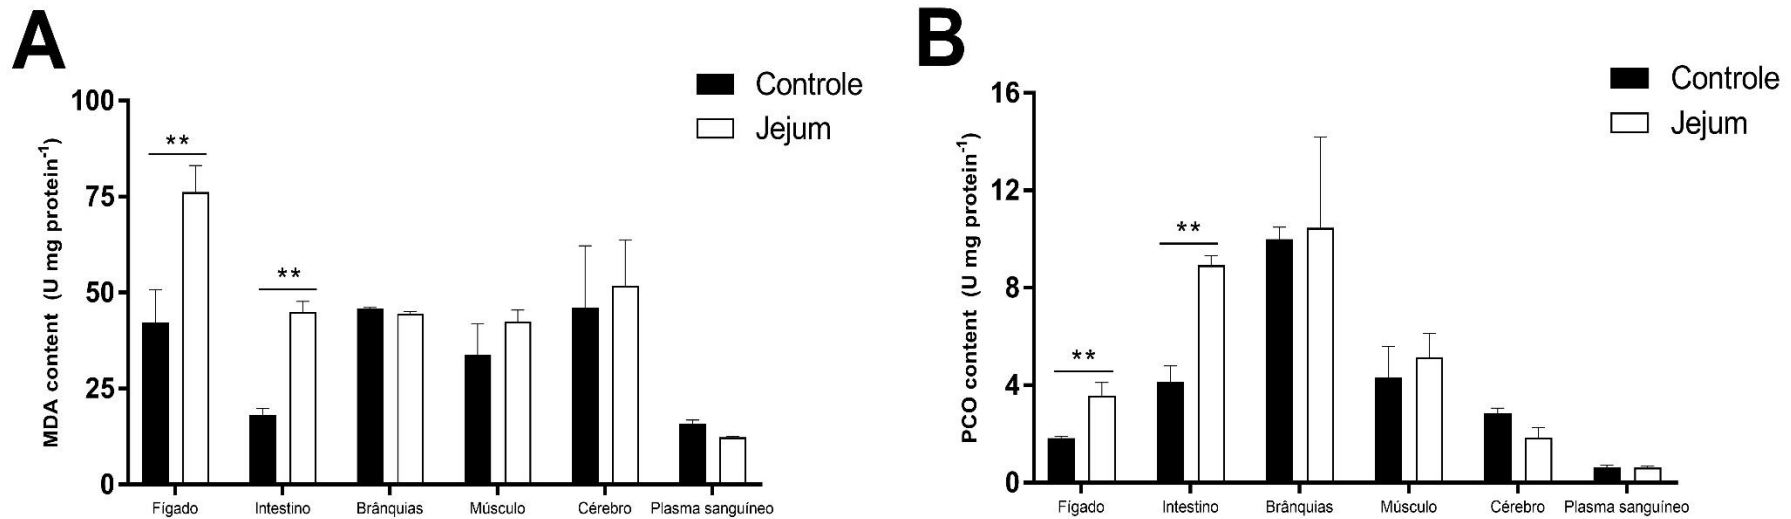 A
MDA content (U mg protein⁻¹)
100
75
50
25
0
Controle
Jejum
**
**
Fígado Intestino Brânquias Músculo Cérebro Plasma sanguíneo
B
PCO content (U mg protein⁻¹)
16
12
8
4
0
Controle
Jejum
**
**
Fígado Intestino Brânquias Músculo Cérebro Plasma sanguíneo